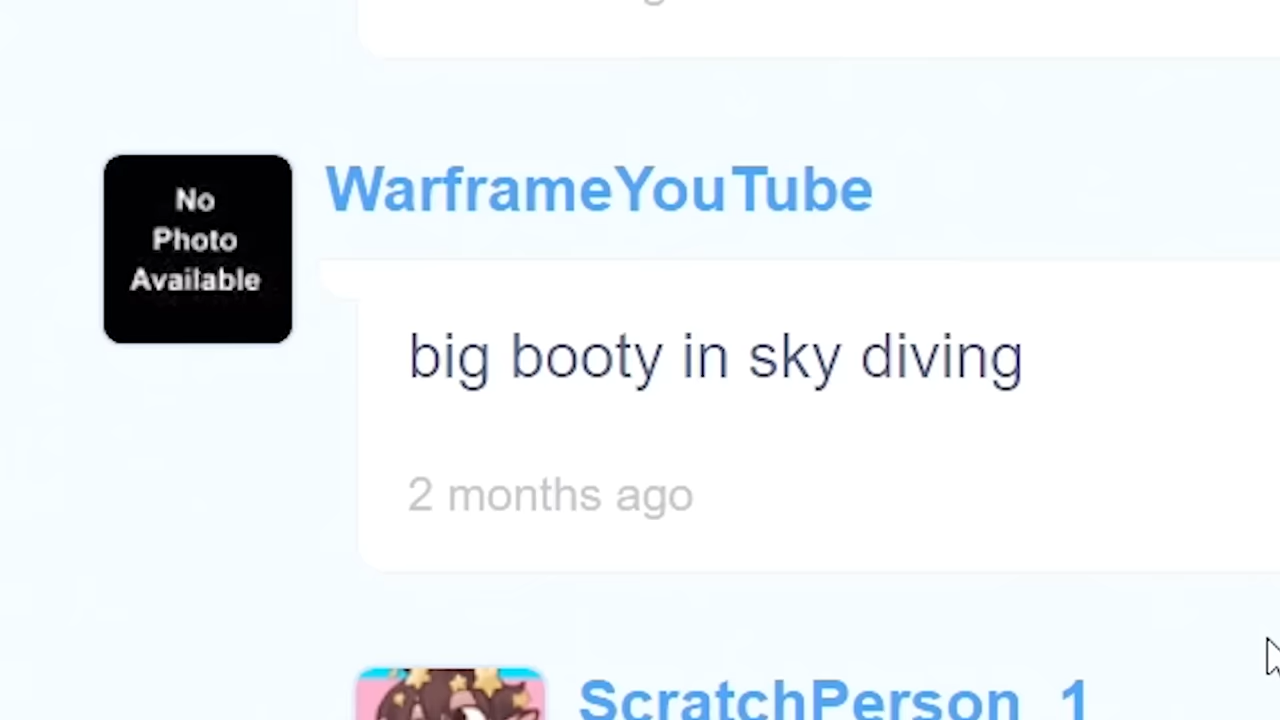 No
Photo
Available
WarframeYouTube
big booty in sky diving
2 months ago
ScratchPerson_1